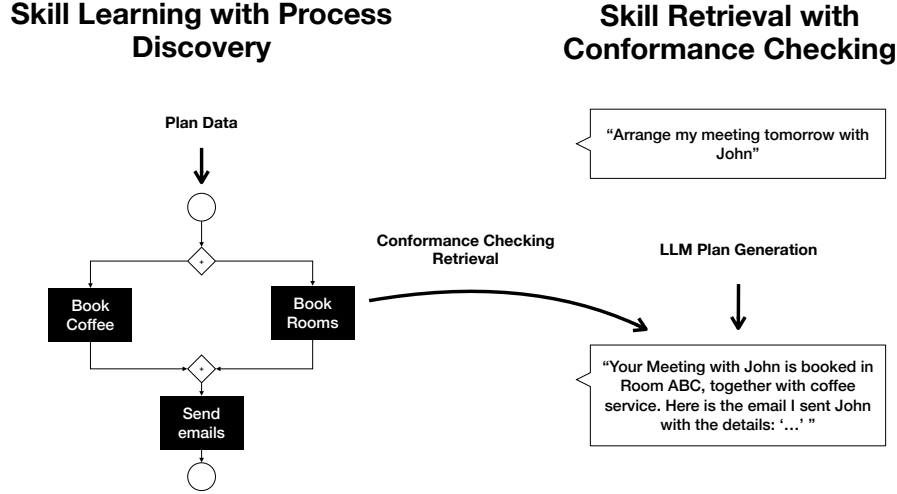 Skill Learning with Process
Discovery
Plan Data
+
Book
Coffee
Book
Rooms
+
Send
emails
Conformance Checking
Retrieval
Skill Retrieval with
Conformance Checking
“Arrange my meeting tomorrow with
John”
LLM Plan Generation
“Your Meeting with John is booked in
Room ABC, together with coffee
service. Here is the email I sent John
with the details: ‘…’ ”